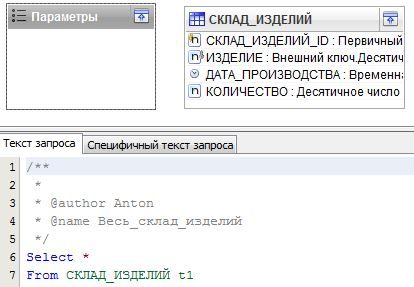 Параметры
СКЛАД_ИЗДЕЛИЙ
СКЛАД_ИЗДЕЛИЙ_ID : Первичный
ИЗДЕЛИЕ : Внешний ключ.Десяти
ДАТА_ПРОИЗВОДСТВА : Временна
КОЛИЧЕСТВО : Десятичное число
Текст запроса Специфичный текст запроса
1 /**
2 *
3 * @author Anton
4 * @name Весь_склад_изделий
5 */
6 Select *
7 From СКЛАД_ИЗДЕЛИЙ t1